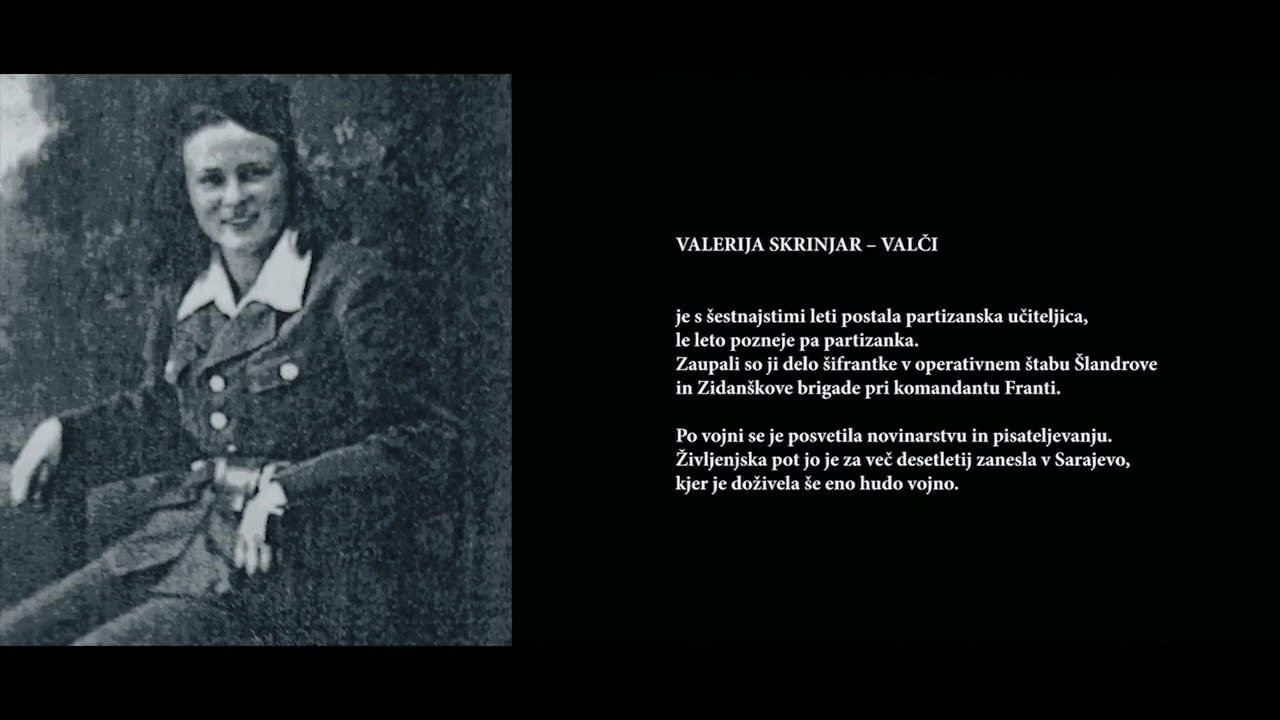 VALERIJA SKRINJAR – VALČI
je s šestnajstimi leti postala partizanska učiteljica,
le leto pozneje pa partizanka.
Zaupali so ji delo šifrantke v operativnem štabu Šlandrove
in Zidanškove brigade pri komandantu Franti.
Po vojni se je posvetila novinarstvu in pisateljevanju.
Življenjska pot jo je za več desetletij zanesla v Sarajevo,
kjer je doživela še eno hudo vojno.